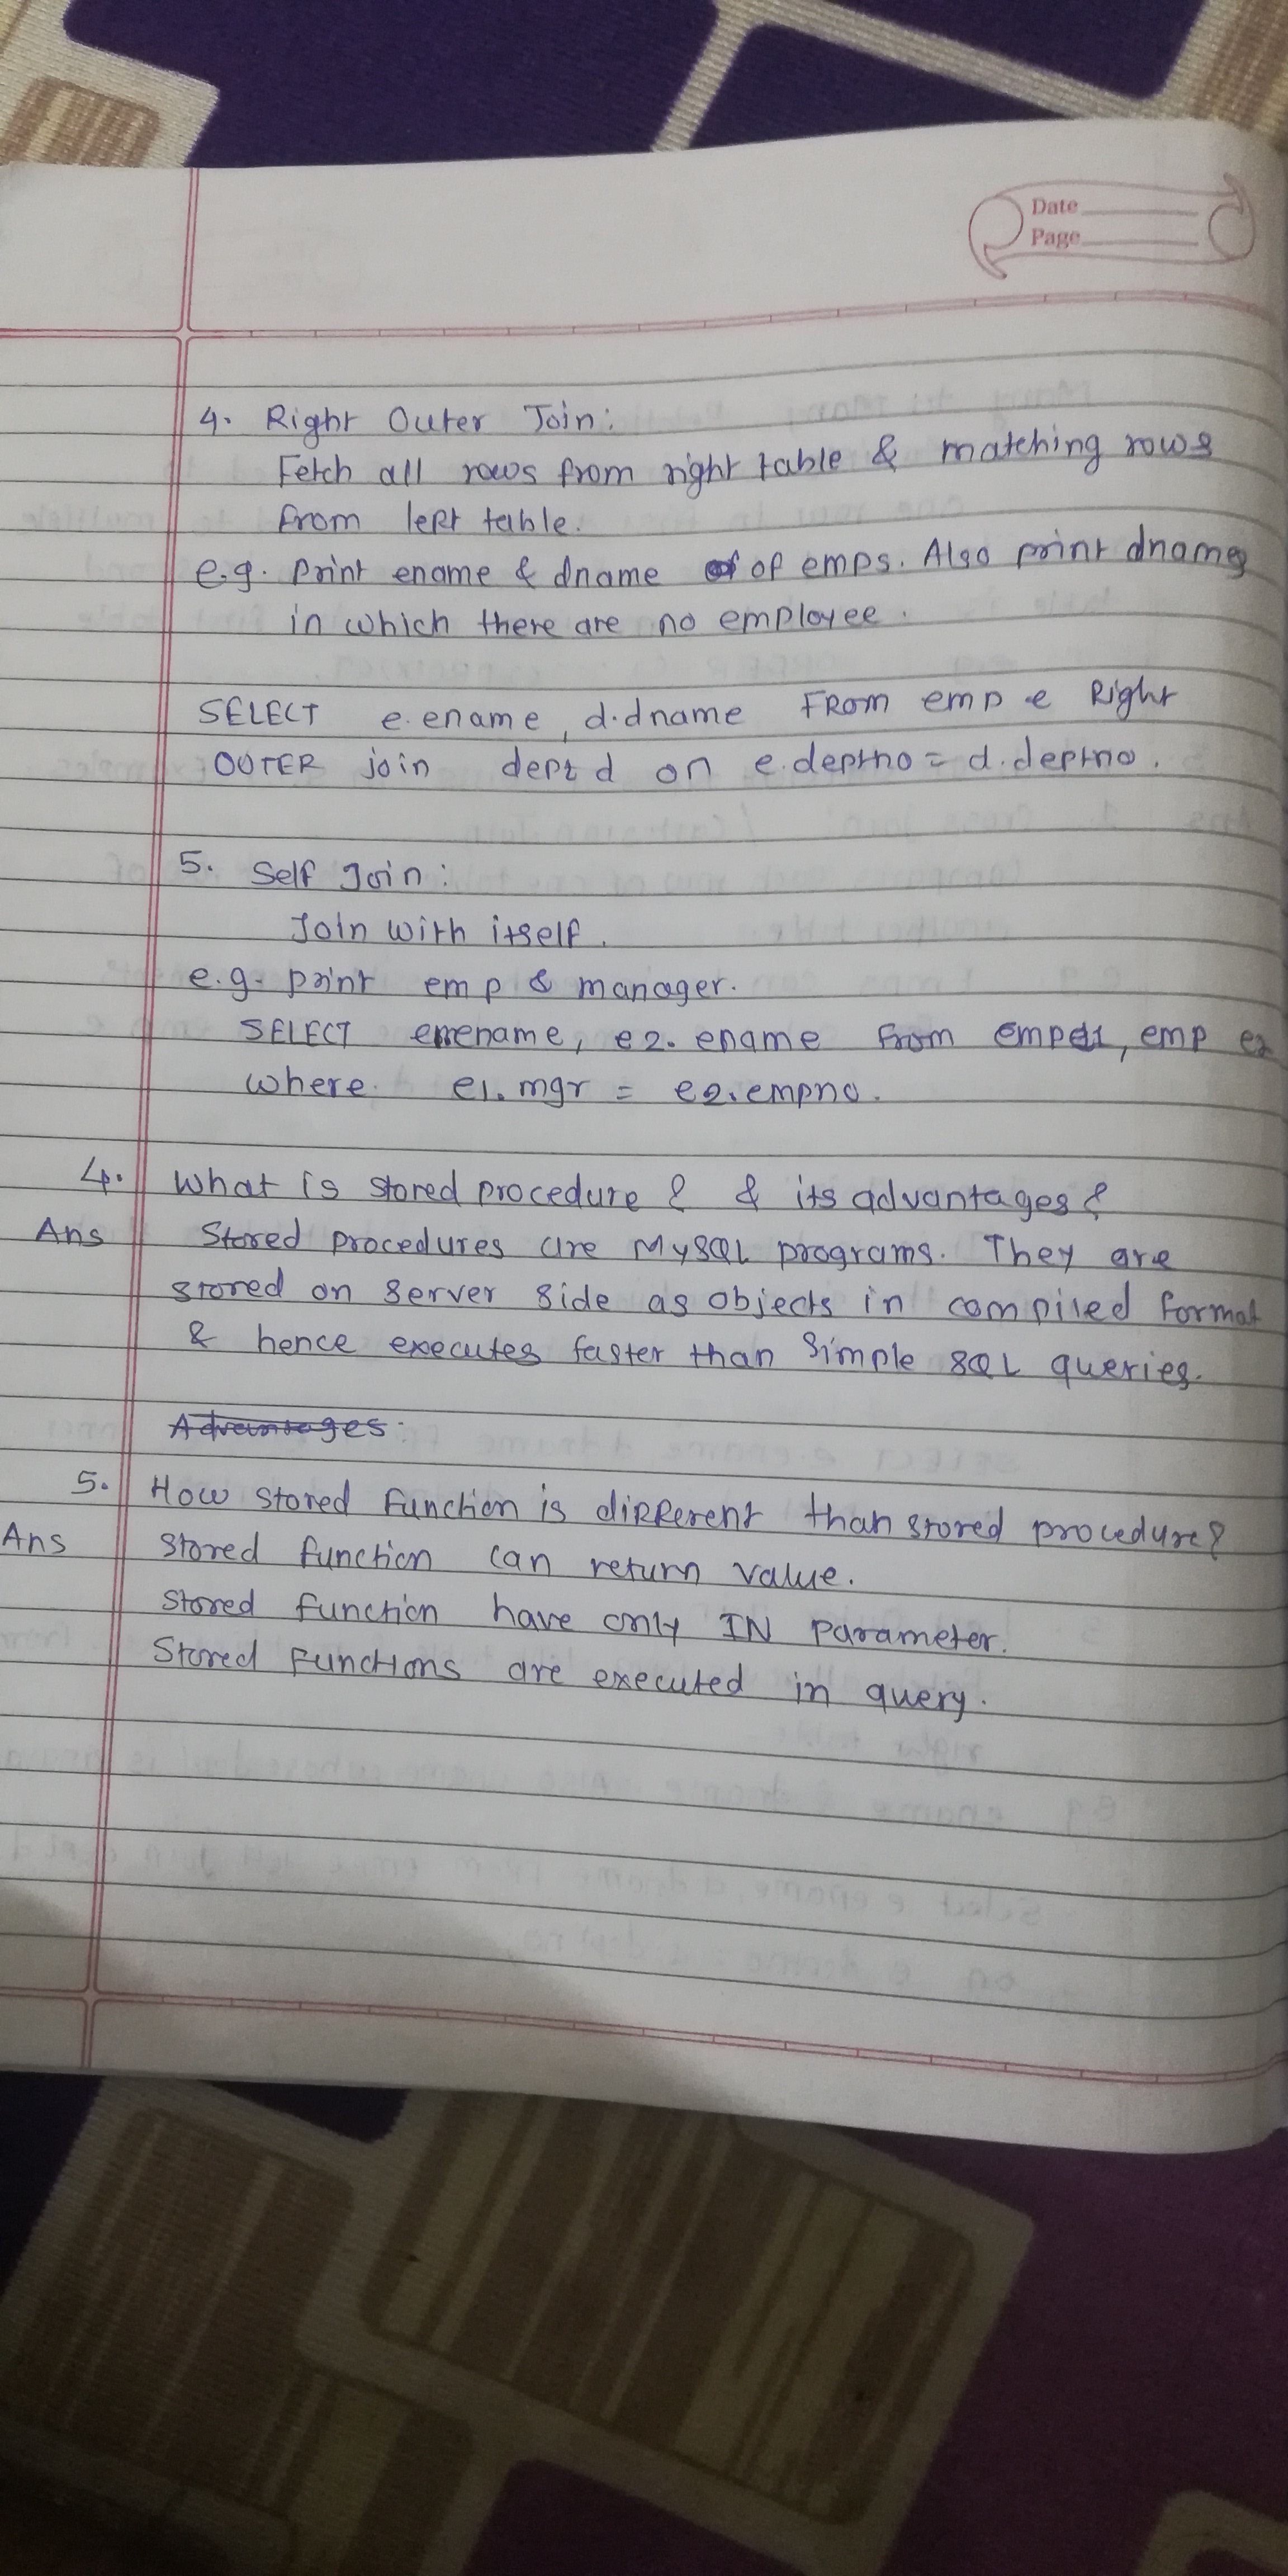 Date
Page
4. Right Outer Join:
Fetch all rows from right table & matching rows
from left table.
e.g. print ename & dname of emps. Also print dnames
in which there are no employee.
SELECT e.ename, d.dname FROM emp e Right
OUTER join dept d on e.deptno = d.deptno.
5. Self Join:
Join with itself.
e.g. print emp & manager.
SELECT ename, e2.ename from emp e1, emp e2
where e1.mgr = e2.empno.
4. What is stored procedure? & its advantages?
Ans Stored procedures are MySQL programs. They are
stored on server side as objects in compiled format
& hence executes faster than simple SQL queries.
Advantages:
5. How stored function is different than stored procedure?
Ans stored function can return value.
stored function have only IN parameter.
Stored Functions are executed in query.